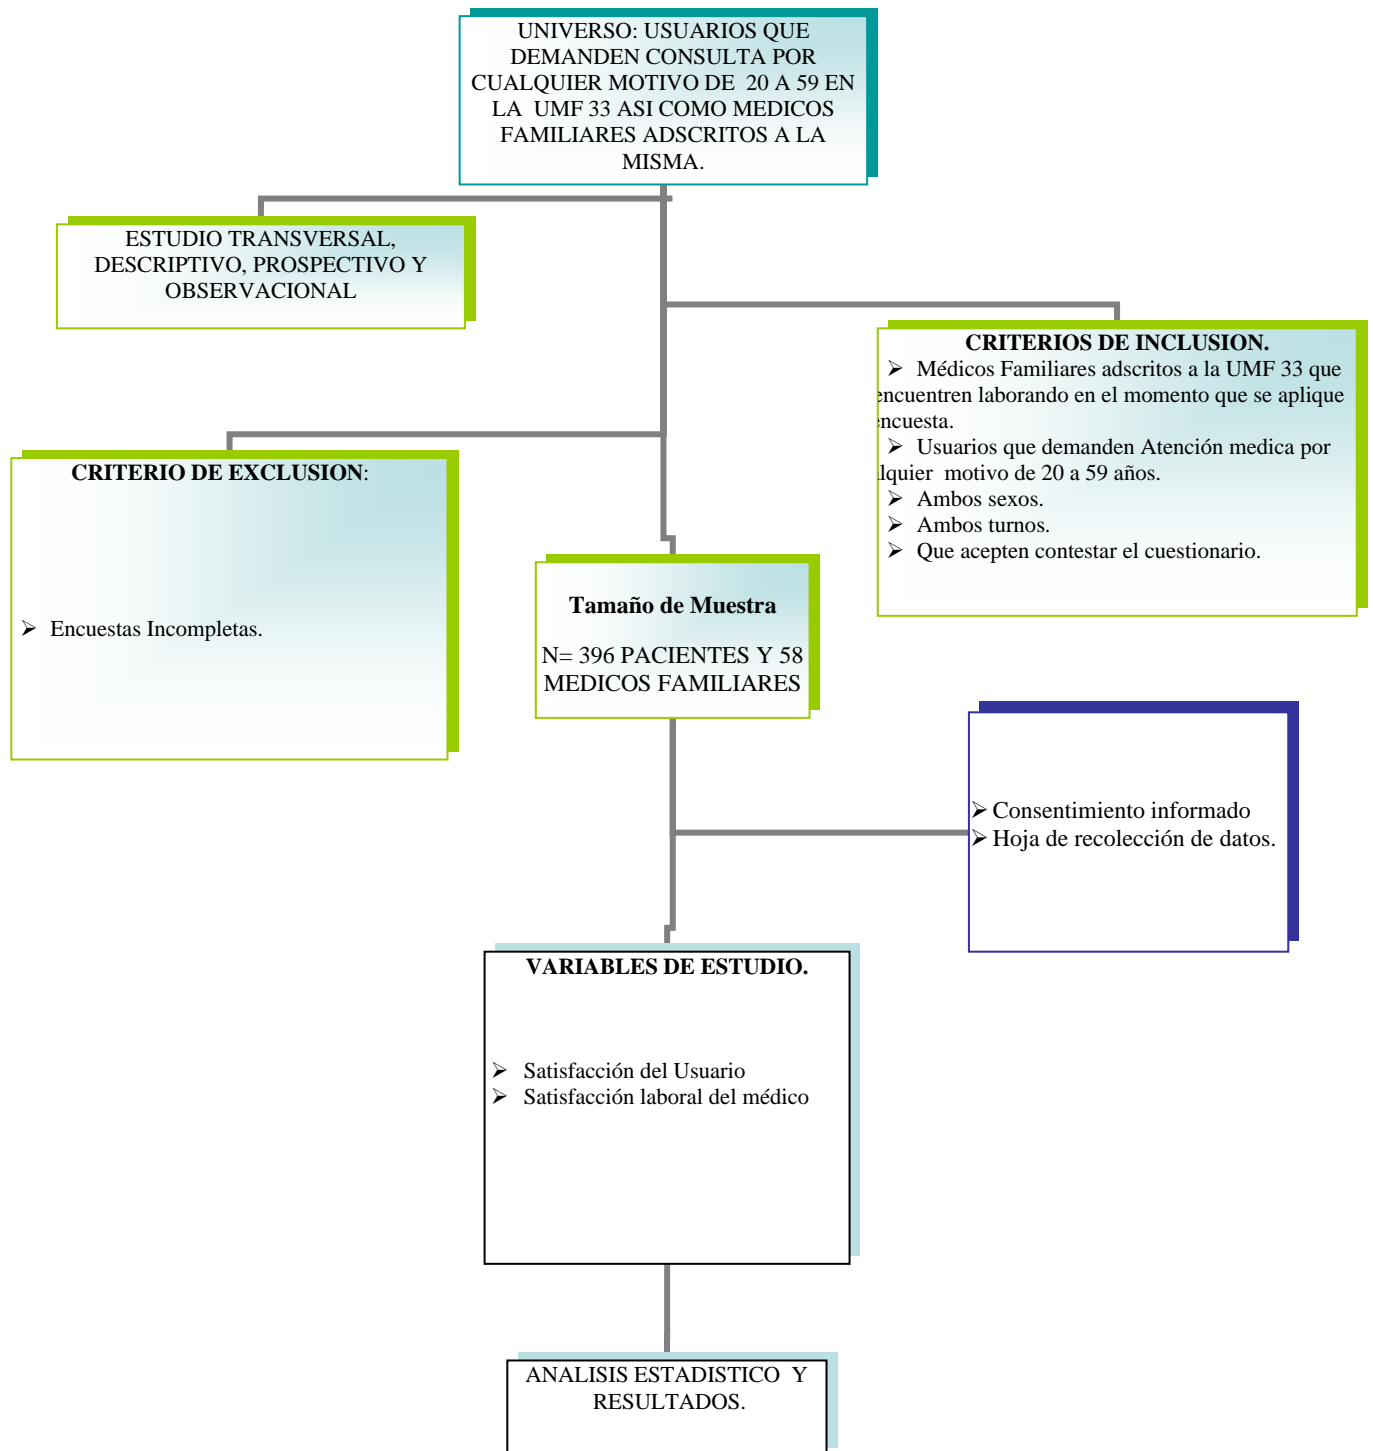 UNIVERSO: USUARIOS QUE
DEMANDEN CONSULTA POR
CUALQUIER MOTIVO DE 20 A 59 EN
LA UMF 33 ASI COMO MEDICOS
FAMILIARES ADSCRITOS A LA
MISMA.
ESTUDIO TRANSVERSAL,
DESCRIPTIVO, PROSPECTIVO Y
OBSERVACIONAL
CRITERIOS DE INCLUSION.
➢ Médicos Familiares adscritos a la UMF 33 que
encuentren laborando en el momento que se aplique
encuesta.
➢ Usuarios que demanden Atención medica por
alquier motivo de 20 a 59 años.
➢ Ambos sexos.
➢ Ambos turnos.
➢ Que acepten contestar el cuestionario.
CRITERIO DE EXCLUSION:
➢ Encuestas Incompletas.
Tamaño de Muestra
N= 396 PACIENTES Y 58
MEDICOS FAMILIARES
➢ Consentimiento informado
➢ Hoja de recolección de datos.
VARIABLES DE ESTUDIO.
➢ Satisfacción del Usuario
➢ Satisfacción laboral del médico
ANALISIS ESTADISTICO Y
RESULTADOS.